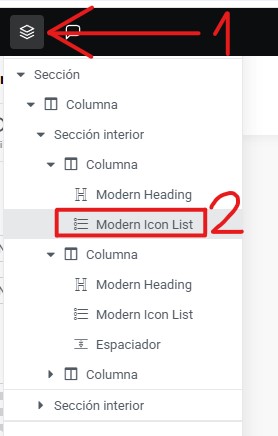 1
Sección
Columna
Sección interior
Columna
Modern Heading
Modern Icon List
2
Columna
Modern Heading
Modern Icon List
Espaciador
Columna
Sección interior